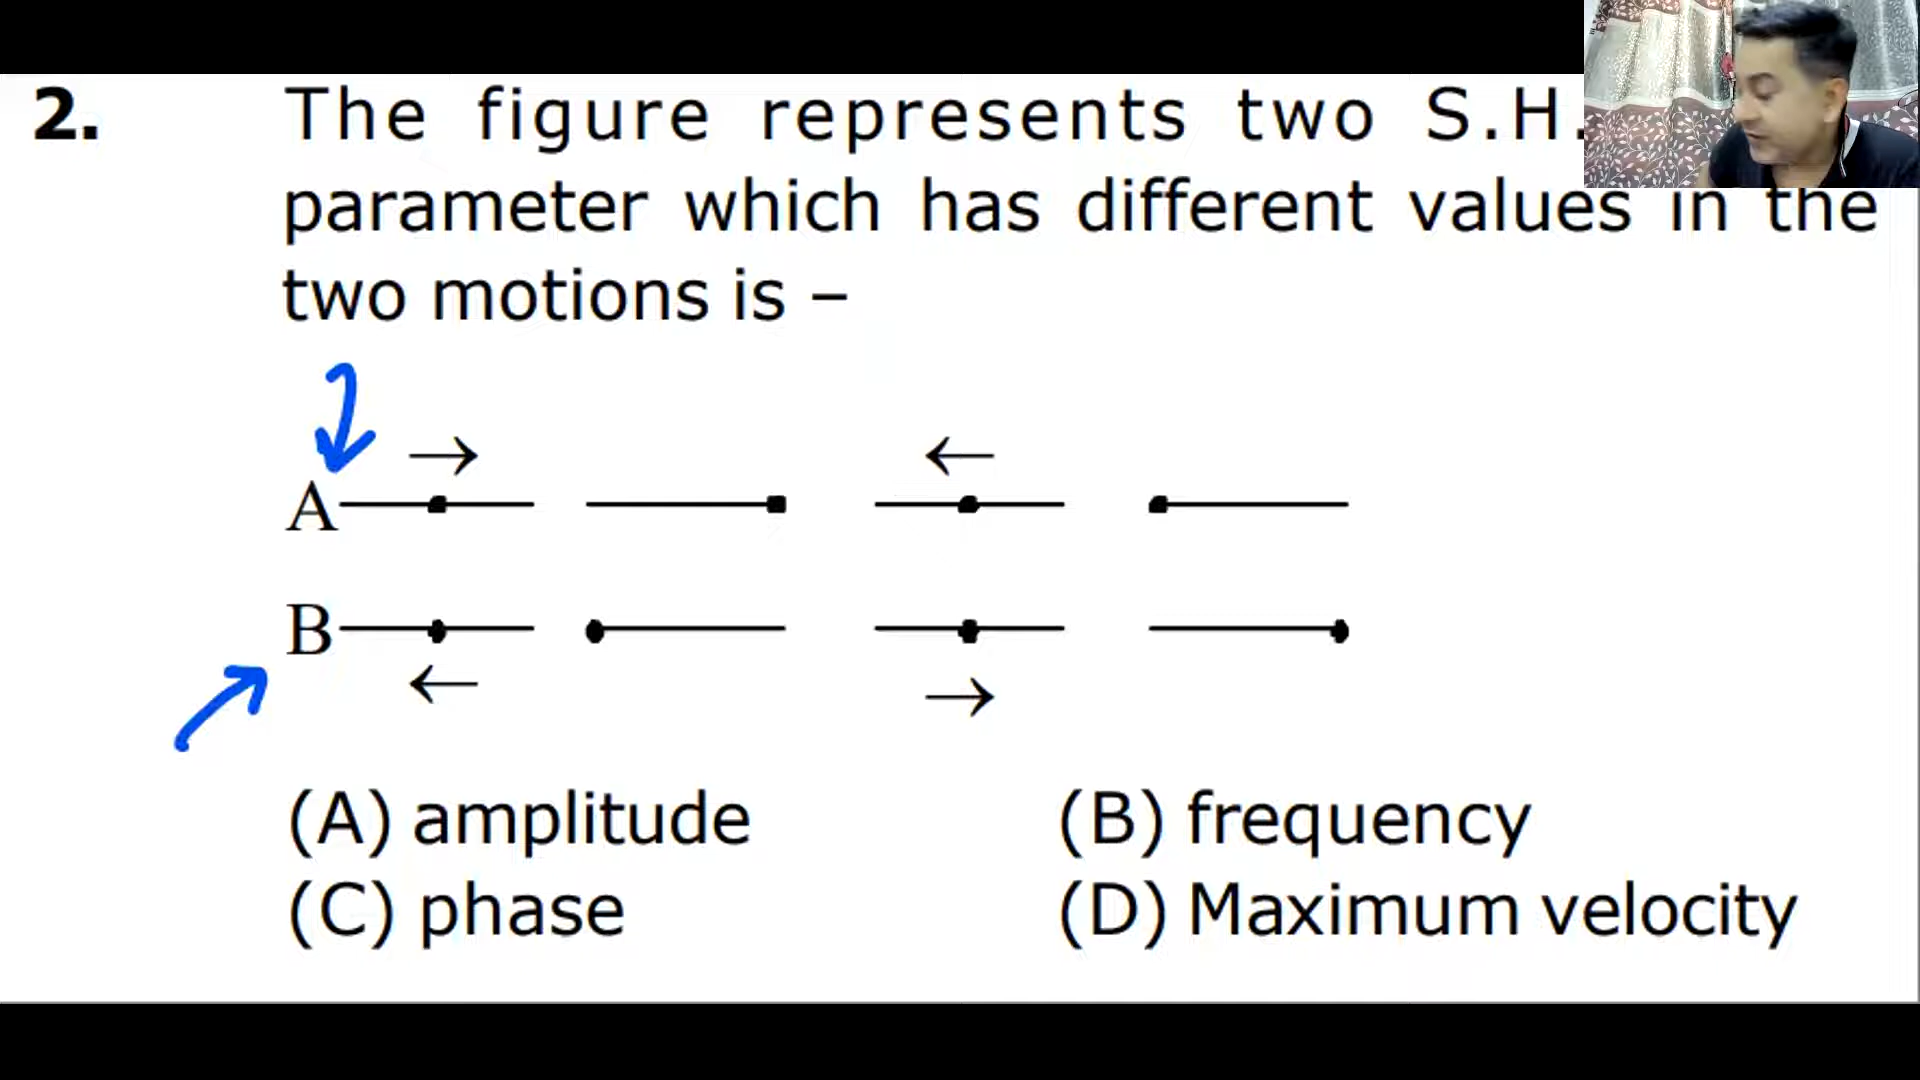 2. The figure represents two S.H.
parameter which has different values in the
two motions is –
→ ←
A
B
← →
(A) amplitude (B) frequency
(C) phase (D) Maximum velocity